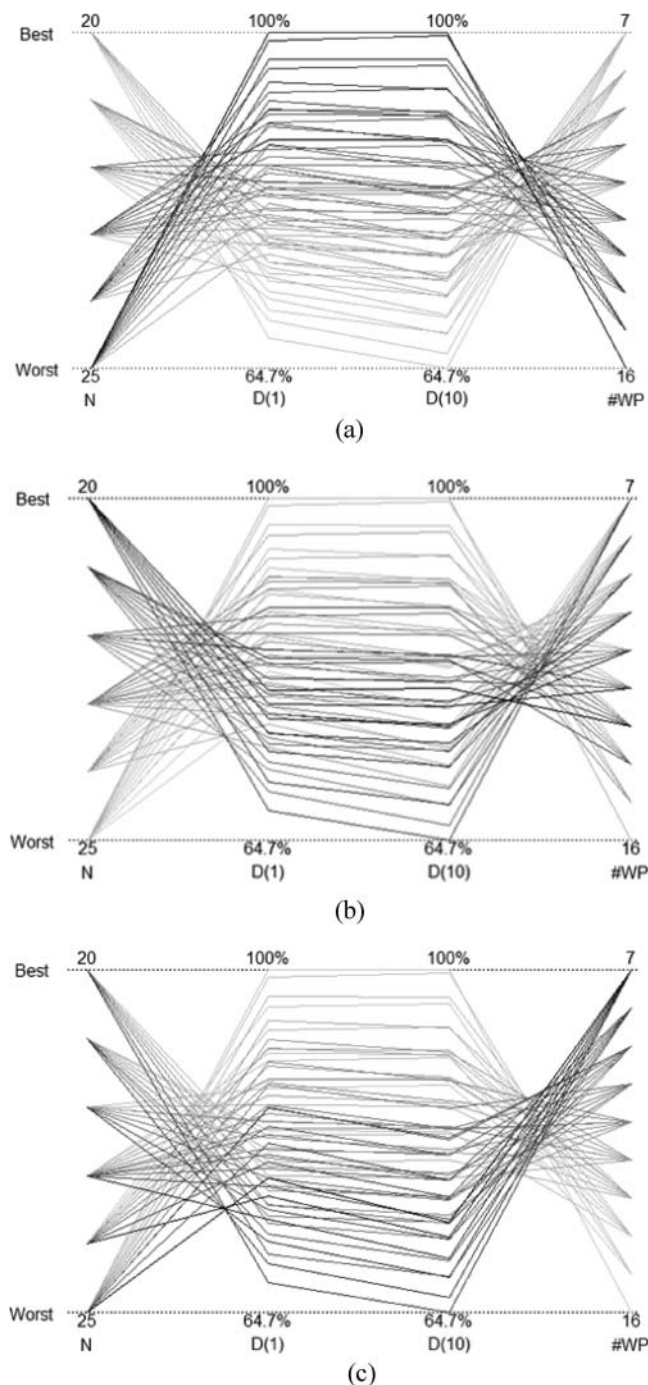 20 100% 100% 7
Best
Worst
25 64.7% 64.7% 16
N D(1) D(10) #WP
(a)
20 100% 100% 7
Best
Worst
25 64.7% 64.7% 16
N D(1) D(10) #WP
(b)
20 100% 100% 7
Best
Worst
25 64.7% 64.7% 16
N D(1) D(10) #WP
(c)